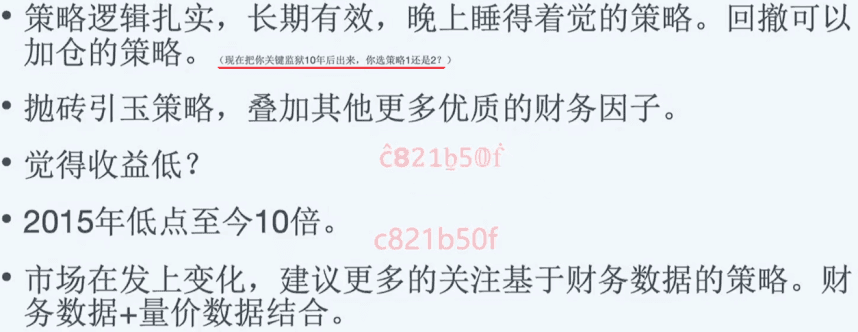 • 策略逻辑扎实，长期有效，晚上睡得着觉的策略。回撤可以
加仓的策略。（现在把你关键监狱10年后出来，你选策略1还是2？）
• 抛砖引玉策略，叠加其他更多优质的财务因子。
• 觉得收益低？
ĉ821b50f
• 2015年低点至今10倍。
c821b50f
• 市场在发上变化，建议更多的关注基于财务数据的策略。财
务数据+量价数据结合。